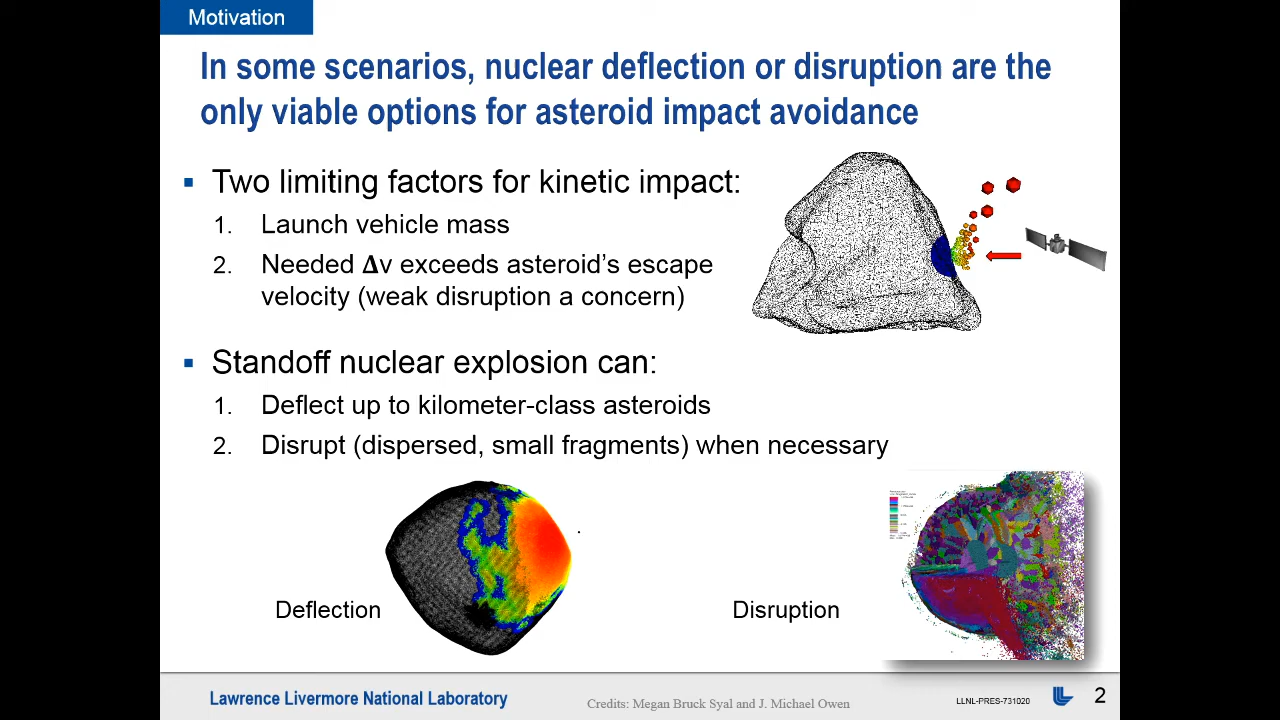 Motivation
In some scenarios, nuclear deflection or disruption are the
only viable options for asteroid impact avoidance
▪ Two limiting factors for kinetic impact:
1. Launch vehicle mass
2. Needed Δv exceeds asteroid’s escape
velocity (weak disruption a concern)
▪ Standoff nuclear explosion can:
1. Deflect up to kilometer-class asteroids
2. Disrupt (dispersed, small fragments) when necessary
Deflection
Disruption
Lawrence Livermore National Laboratory
Credits: Megan Bruck Syal and J. Michael Owen
LLNL-PRES-731020
2